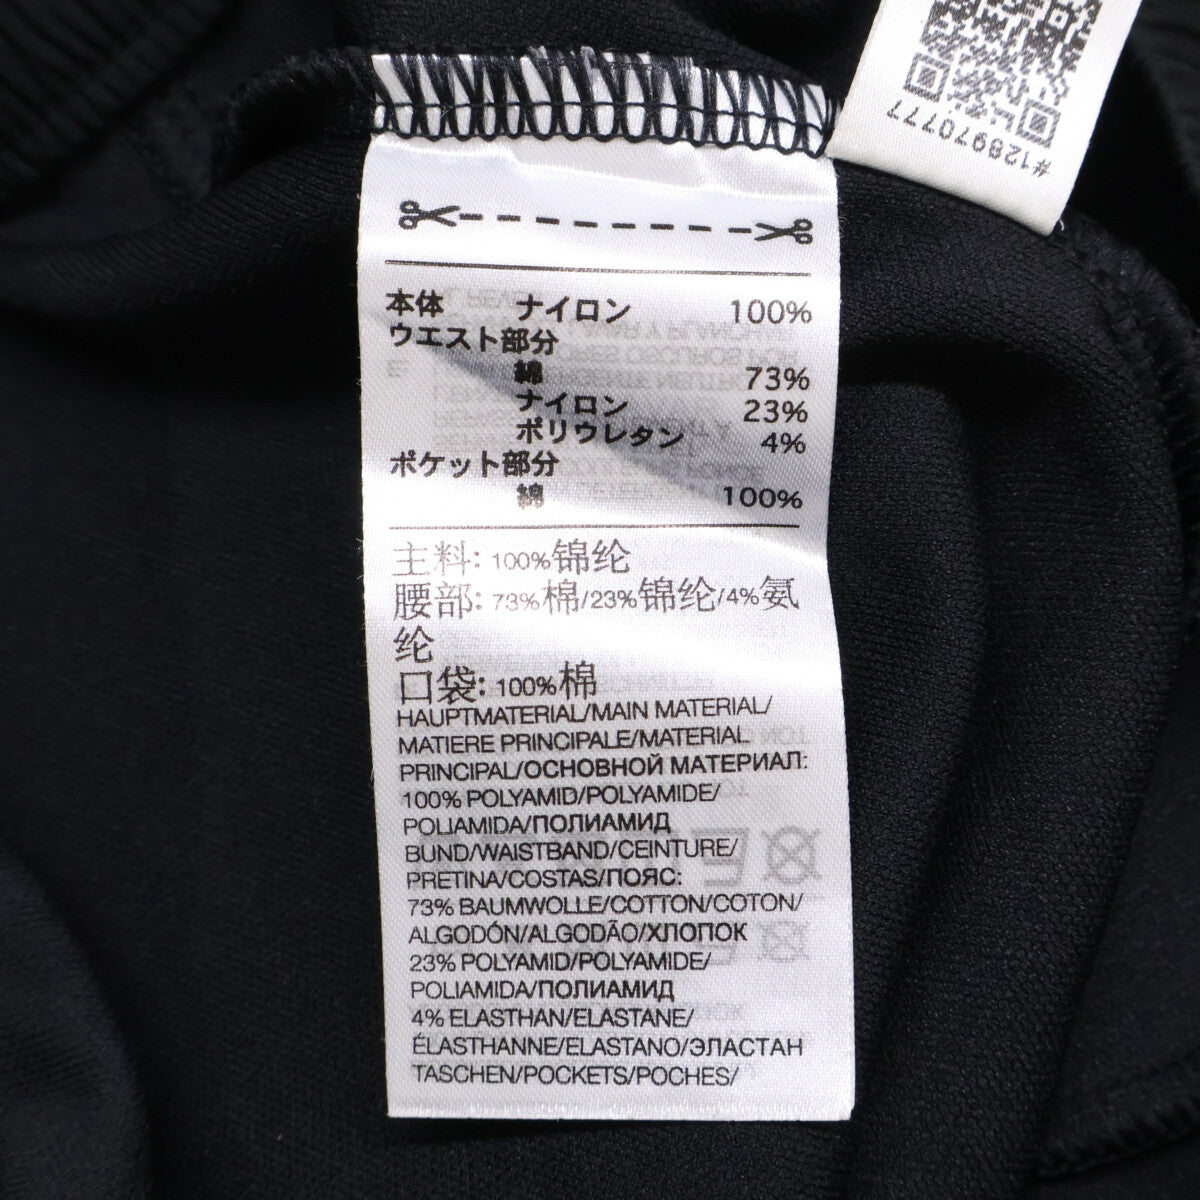 #128970777
本体 ナイロン 100%
ウエスト部分
綿 73%
ナイロン 23%
ポリウレタン 4%
ポケット部分
綿 100%
主料: 100%锦纶
腰部: 73%棉/23%锦纶/4%氨
纶
口袋: 100%棉
HAUPTMATERIAL/MAIN MATERIAL/
MATIERE PRINCIPALE/MATERIAL
PRINCIPAL/ОСНОВНОЙ МАТЕРИАЛ:
100% POLYAMID/POLYAMIDE/
POLIAMIDA/ПОЛИАМИД
BUND/WAISTBAND/CEINTURE/
PRETINA/COSTAS/ПОЯС:
73% BAUMWOLLE/COTTON/COTON/
ALGODÓN/ALGODÃO/ХЛОПОК
23% POLYAMID/POLYAMIDE/
POLIAMIDA/ПОЛИАМИД
4% ELASTHAN/ELASTANE/
ÉLASTHANNE/ELASTANO/ЭЛАСТАН
TASCHEN/POCKETS/POCHES/